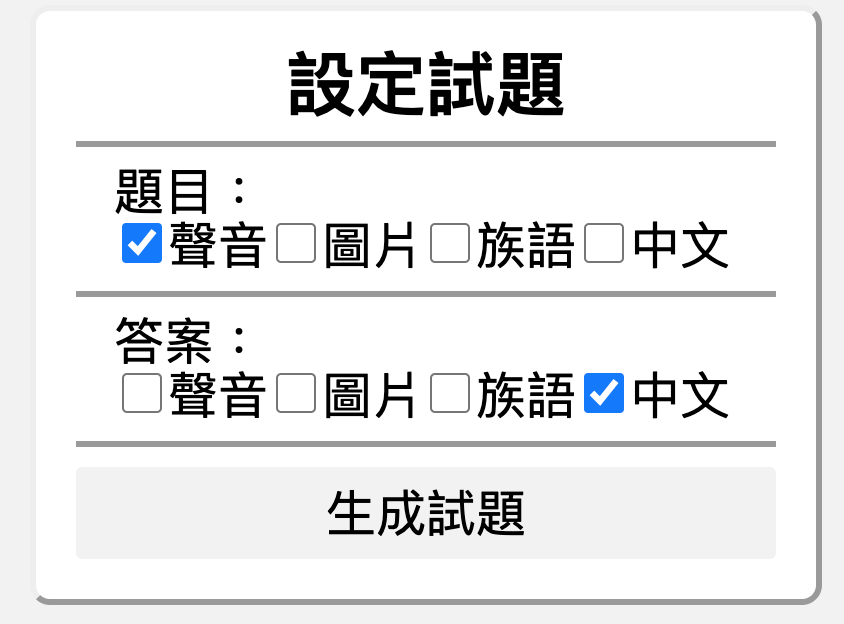 設定試題
題目：
聲音 圖片 族語 中文
答案：
聲音 圖片 族語 中文
生成試題